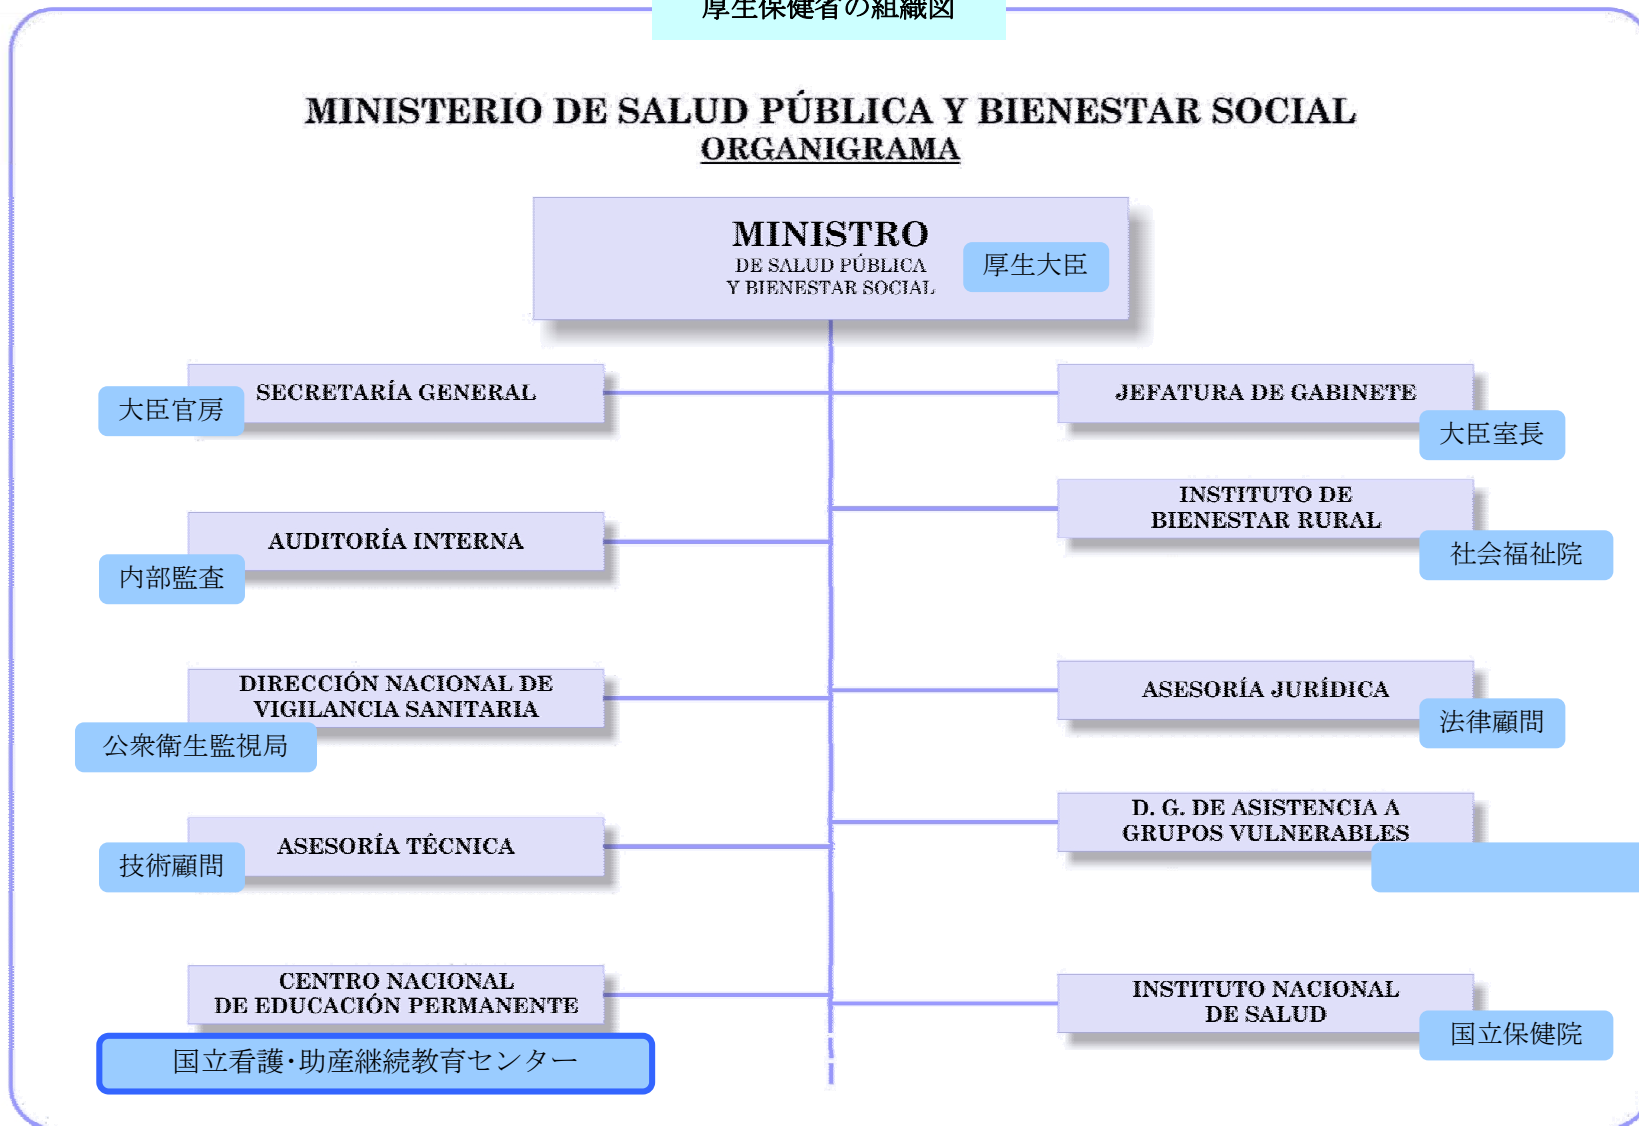 厚生保健者の組織図
MINISTERIO DE SALUD PÚBLICA Y BIENESTAR SOCIAL
ORGANIGRAMA
MINISTRO
DE SALUD PÚBLICA
Y BIENESTAR SOCIAL
厚生大臣
SECRETARÍA GENERAL
大臣官房
JEFATURA DE GABINETE
大臣室長
INSTITUTO DE
BIENESTAR RURAL
社会福祉院
AUDITORÍA INTERNA
内部監査
DIRECCIÓN NACIONAL DE
VIGILANCIA SANITARIA
公衆衛生監視局
ASESORÍA JURÍDICA
法律顧問
D. G. DE ASISTENCIA A
GRUPOS VULNERABLES
ASESORÍA TÉCNICA
技術顧問
CENTRO NACIONAL
DE EDUCACIÓN PERMANENTE
国立看護･助産継続教育センター
INSTITUTO NACIONAL
DE SALUD
国立保健院